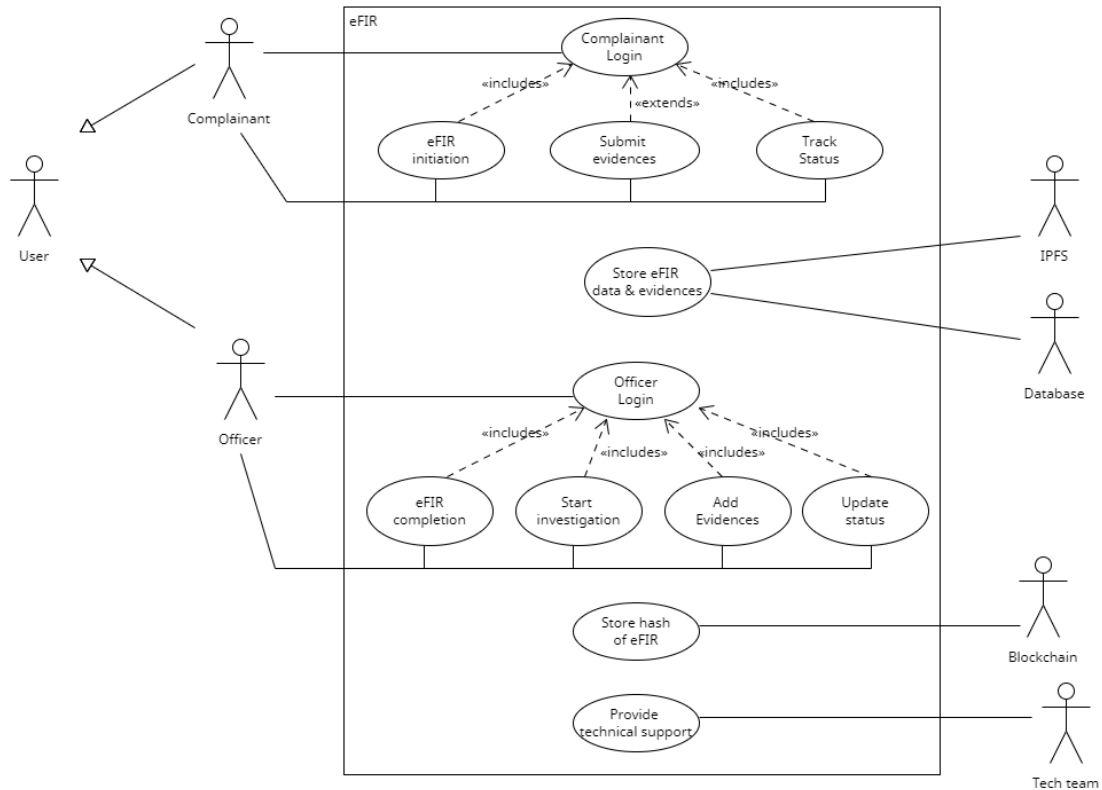 eFIR
Complainant
Login
«includes»
«includes»
«extends»
Complainant
eFIR
initiation
Submit
evidences
Track
Status
User
IPFS
Store eFIR
data & evidences
Officer
Login
Database
Officer
«includes»
«includes»
«includes»
«includes»
eFIR
completion
Start
investigation
Add
Evidences
Update
status
Store hash
of eFIR
Blockchain
Provide
technical support
Tech team